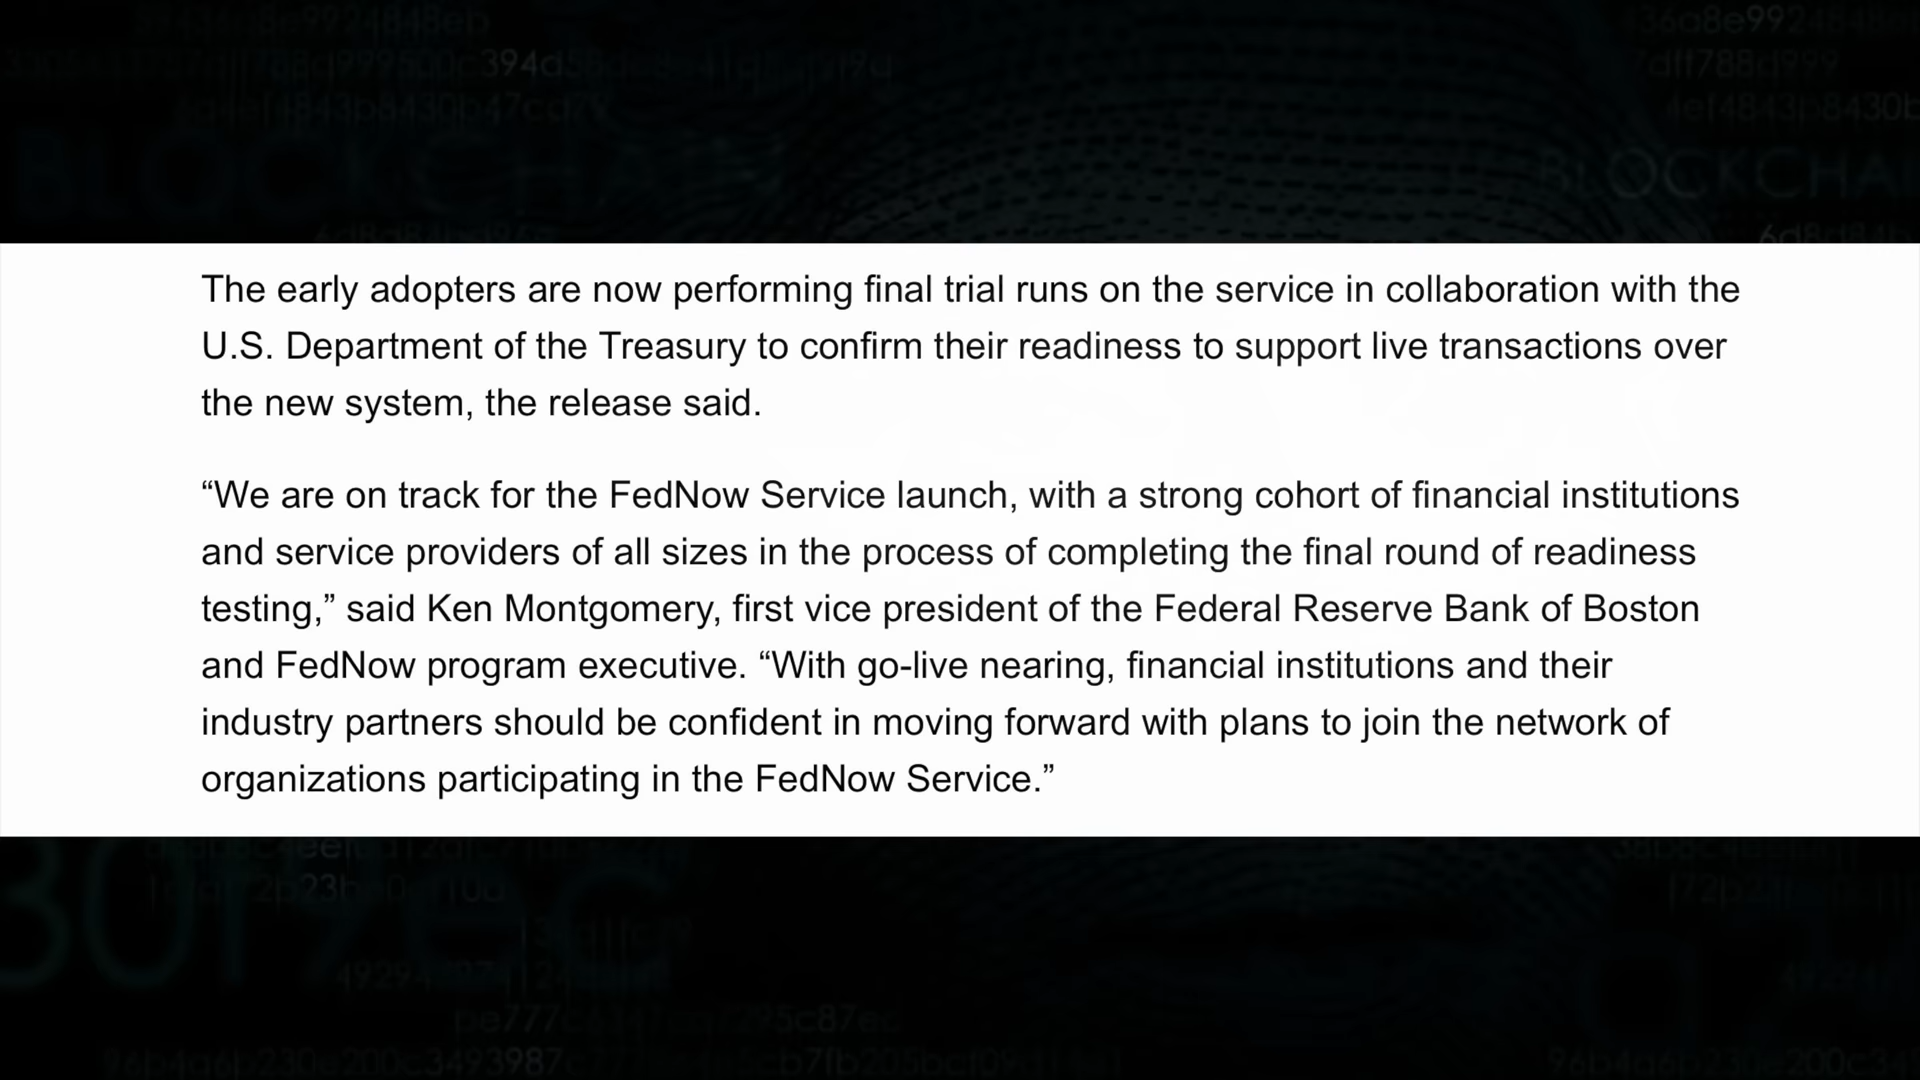 394d
BLOCKCHA
BLOCKCHAI
The early adopters are now performing final trial runs on the service in collaboration with the
U.S. Department of the Treasury to confirm their readiness to support live transactions over
the new system, the release said.
“We are on track for the FedNow Service launch, with a strong cohort of financial institutions
and service providers of all sizes in the process of completing the final round of readiness
testing,” said Ken Montgomery, first vice president of the Federal Reserve Bank of Boston
and FedNow program executive. “With go-live nearing, financial institutions and their
industry partners should be confident in moving forward with plans to join the network of
organizations participating in the FedNow Service.”